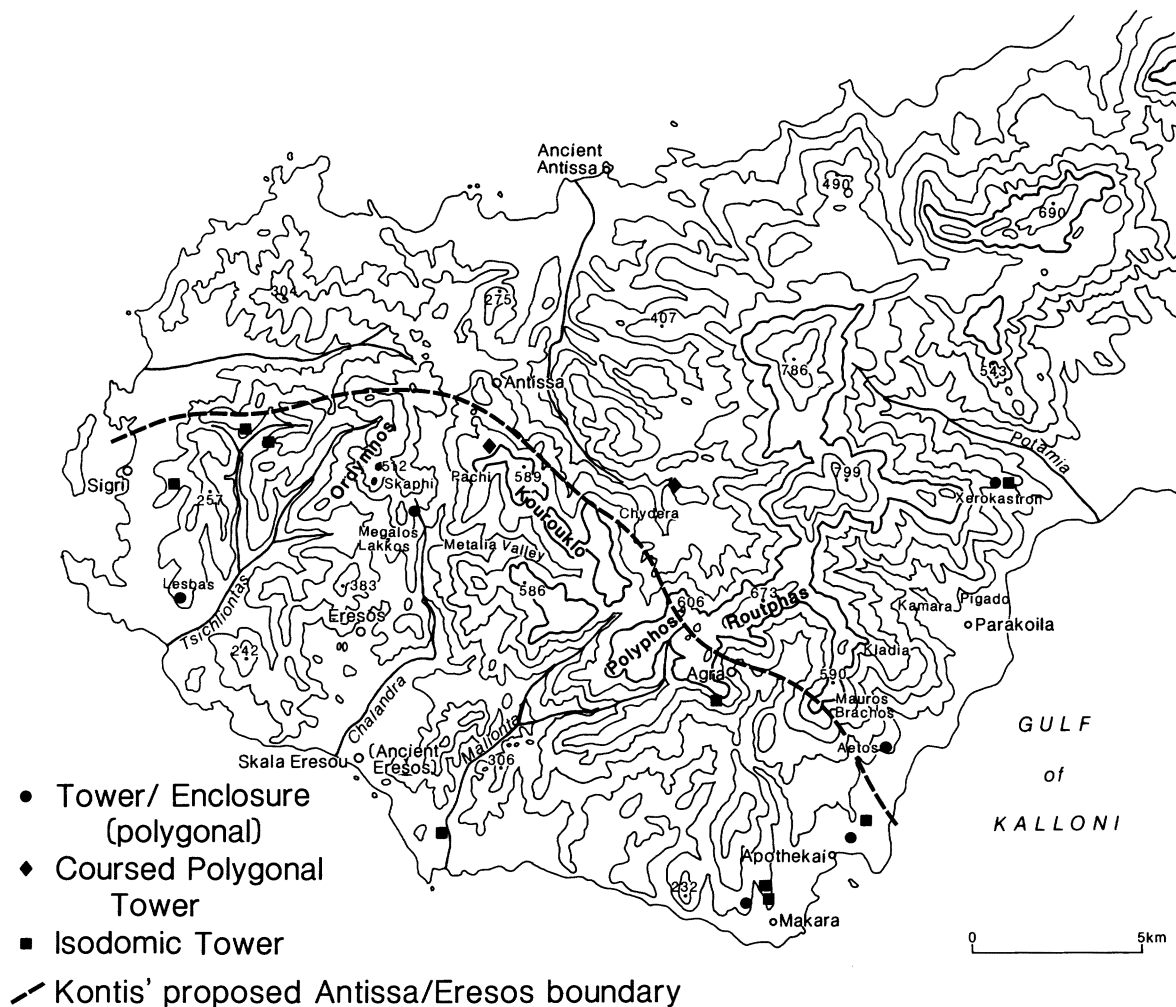 Ancient
Antissa
490
690
304
275
407
786
543
Antissa
Potamia
Ordymnos
512
Skaphi
Pachi
589
Kourouklo
799
Xerokastron
Sigri
257
Chydera
Megalos
Lakkos
Metalia Valley
Lesbas
383
586
606
673
Routphas
Pigado
Kamara
Parakoila
Tsichliontas
Eresos
Polyphosi
Kladia
242
Agra
590
Mauros
Brachos
Chalandra
Mallonta
GULF
of
KALLONI
Aetos
Skala Eresou
(Ancient
Eresos)
306
Apothekai
232
Makara
0 5km
Tower/ Enclosure
(polygonal)
Coursed Polygonal
Tower
Isodomic Tower
Kontis' proposed Antissa/Eresos boundary